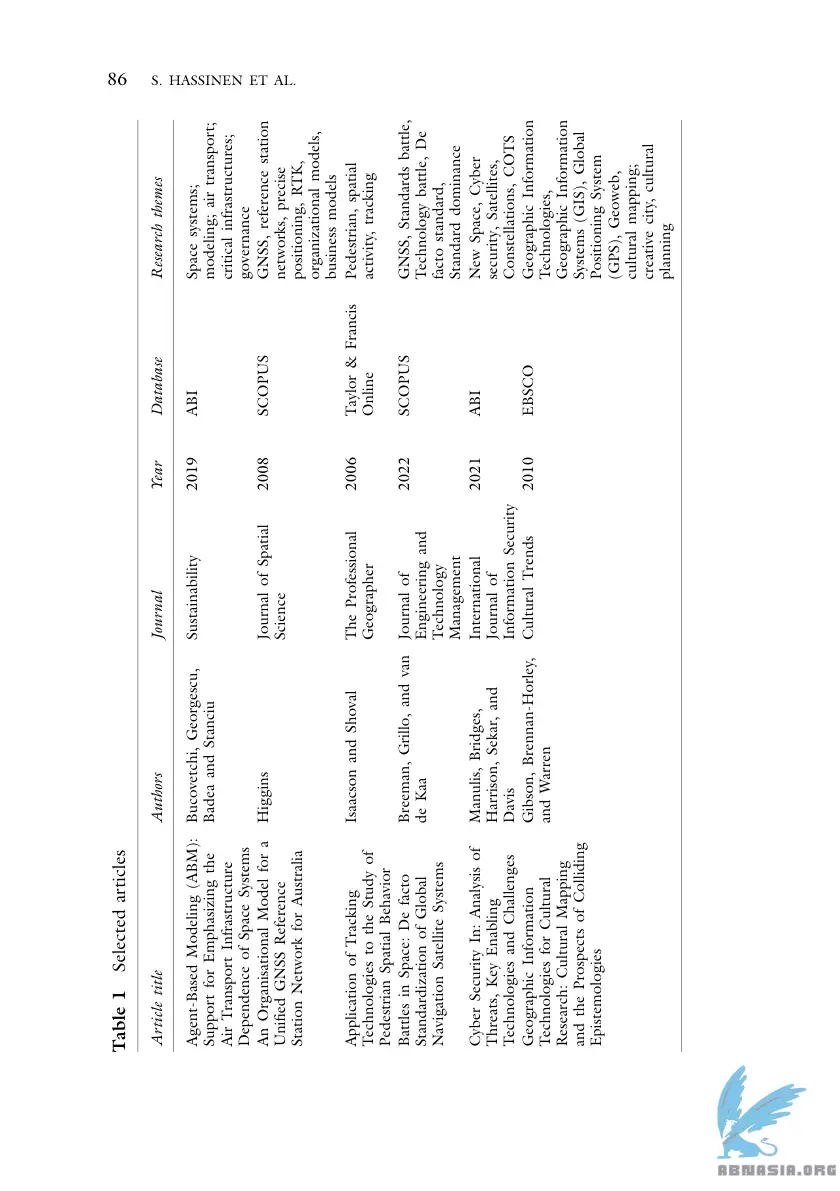 86 S. HASSINEN ET AL.
Table 1 Selected articles
Article title Authors Journal Year Database Research themes
Agent-Based Modeling (ABM): Bucovetchi, Georgescu, Sustainability 2019 ABI Space systems;
Support for Emphasizing the Badea and Stanciu modeling; air transport;
Air Transport Infrastructure critical infrastructures;
Dependence of Space Systems governance
An Organisational Model for a Higgins Journal of Spatial 2008 SCOPUS GNSS, reference station
Unified GNSS Reference Science networks, precise
Station Network for Australia positioning, RTK,
organizational models,
business models
Application of Tracking Isaacson and Shoval The Professional 2006 Taylor & Francis Pedestrian, spatial
Technologies to the Study of Geographer Online activity, tracking
Pedestrian Spatial Behavior
Battles in Space: De facto Breeman, Grillo, and van Journal of 2022 SCOPUS GNSS, Standards battle,
Standardization of Global de Kaa Engineering and Technology battle, De
Navigation Satellite Systems Technology facto standard,
Management Standard dominance
Cyber Security In: Analysis of Manulis, Bridges, International 2021 ABI New Space, Cyber
Threats, Key Enabling Harrison, Sekar, and Journal of security, Satellites,
Technologies and Challenges Davis Information Security Constellations, COTS
Geographic Information Gibson, Brennan-Horley, Cultural Trends 2010 EBSCO Geographic Information
Technologies for Cultural and Warren Technologies,
Research: Cultural Mapping Geographic Information
and the Prospects of Colliding Systems (GIS), Global
Epistemologies Positioning System
(GPS), Geoweb,
cultural mapping;
creative city, cultural
planning
ABNASIA.ORG